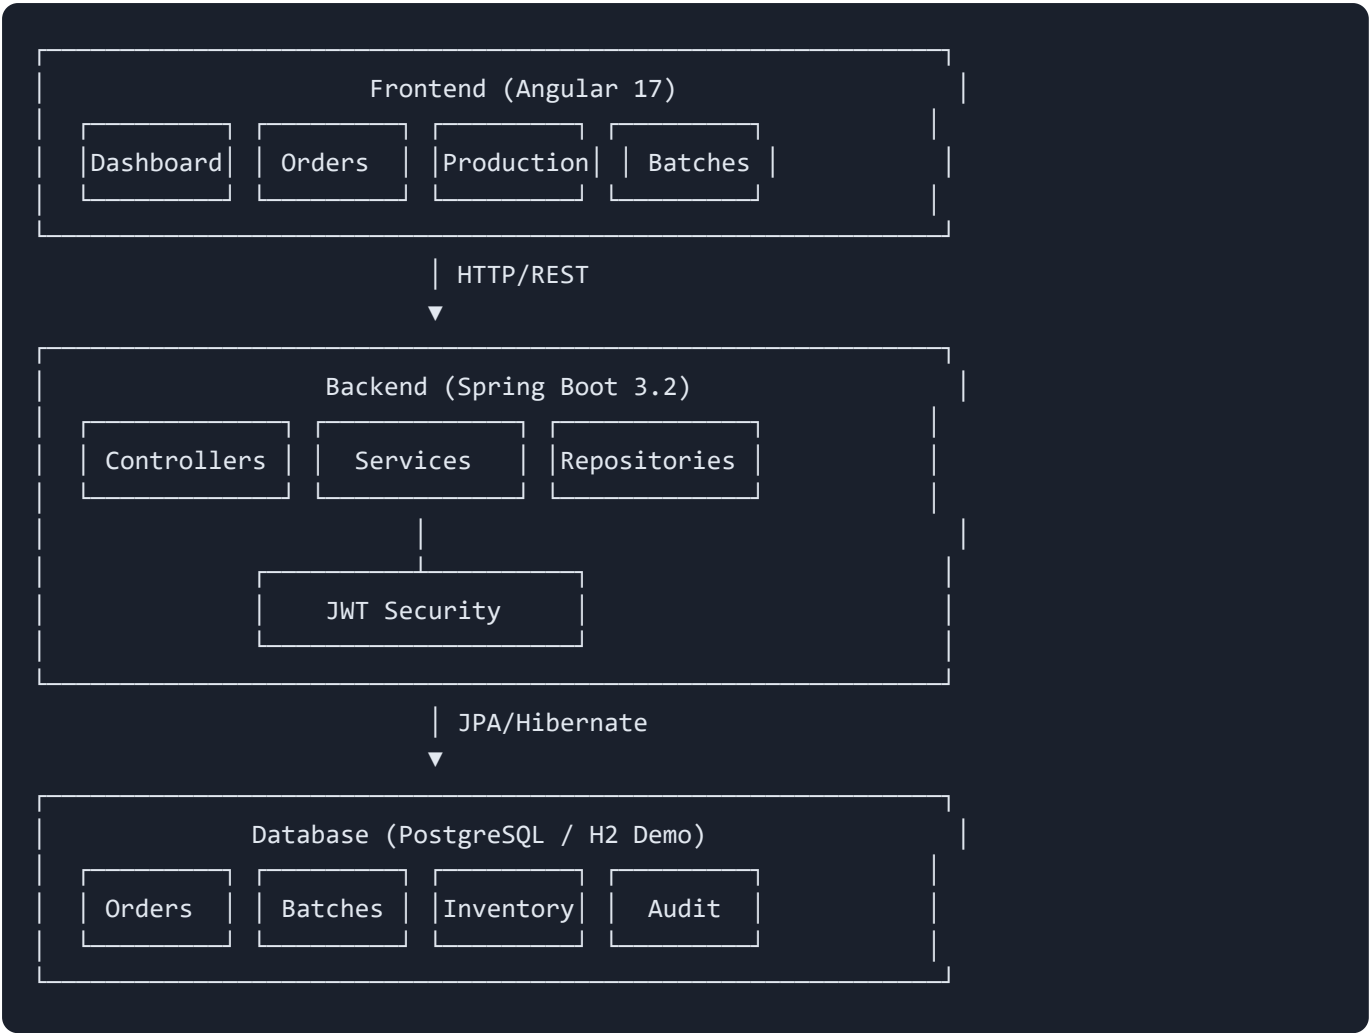 Frontend (Angular 17)
Dashboard Orders Production Batches
HTTP/REST
Backend (Spring Boot 3.2)
Controllers Services Repositories
JWT Security
JPA/Hibernate
Database (PostgreSQL / H2 Demo)
Orders Batches Inventory Audit